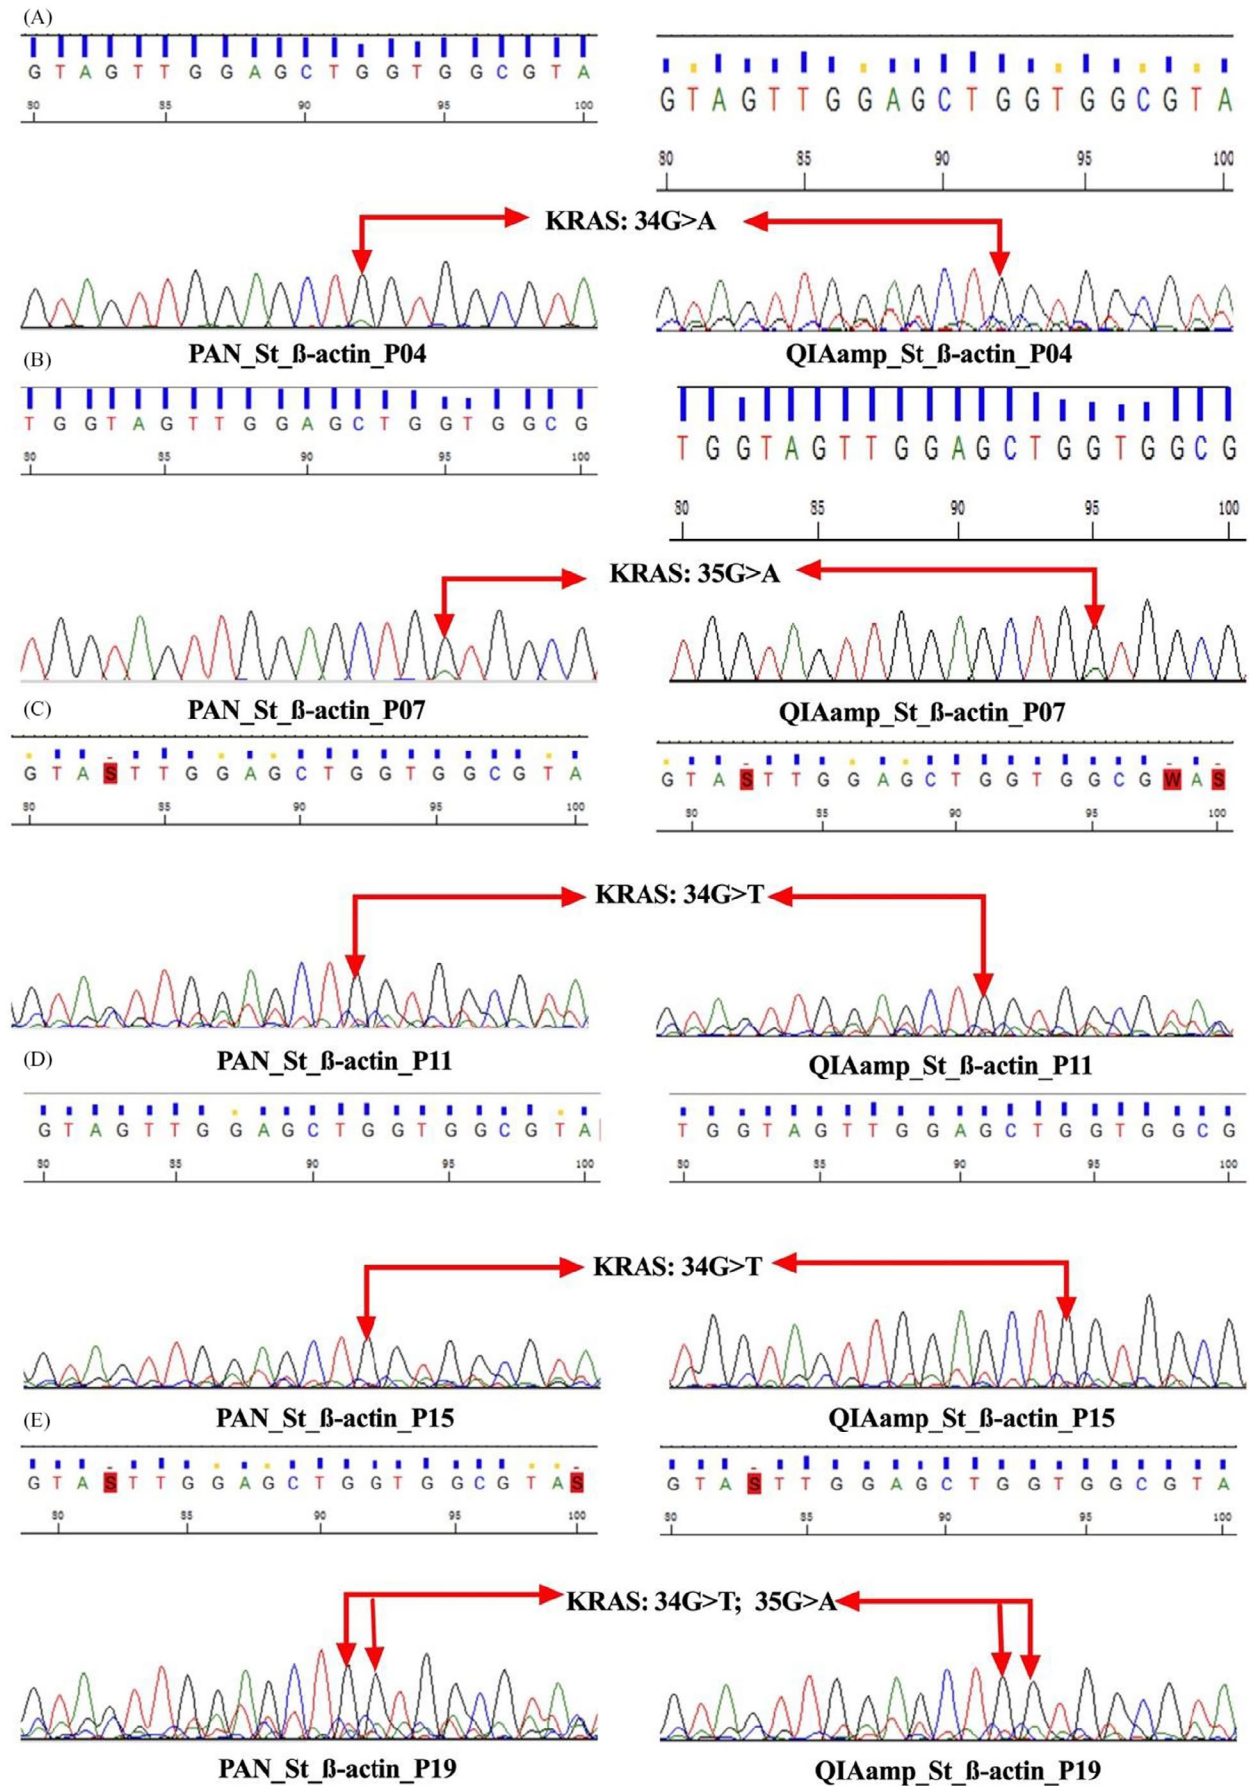 (A)
G T A G T T G G A G C T G G T G G C G T A
80 85 90 95 100
G T A G T T G G A G C T G G T G G C G T A
80 85 90 95 100
KRAS: 34G>A
PAN_St_ß-actin_P04
QIAamp_St_ß-actin_P04
(B)
T G G T A G T T G G A G C T G G T G G C G
80 85 90 95 100
T G G T A G T T G G A G C T G G T G G C G
80 85 90 95 100
KRAS: 35G>A
PAN_St_ß-actin_P07
QIAamp_St_ß-actin_P07
(C)
G T A S T T G G A G C T G G T G G C G T A
80 85 90 95 100
G T A S T T G G A G C T G G T G G C G W A S
80 85 90 95 100
KRAS: 34G>T
PAN_St_ß-actin_P11
QIAamp_St_ß-actin_P11
(D)
G T A G T T G G A G C T G G T G G C G T A
80 85 90 95 100
T G G T A G T T G G A G C T G G T G G C G
80 85 90 95 100
KRAS: 34G>T
PAN_St_ß-actin_P15
QIAamp_St_ß-actin_P15
(E)
G T A S T T G G A G C T G G T G G C G T A S
80 85 90 95 100
G T A S T T G G A G C T G G T G G C G T A
80 85 90 95 100
KRAS: 34G>T; 35G>A
PAN_St_ß-actin_P19
QIAamp_St_ß-actin_P19